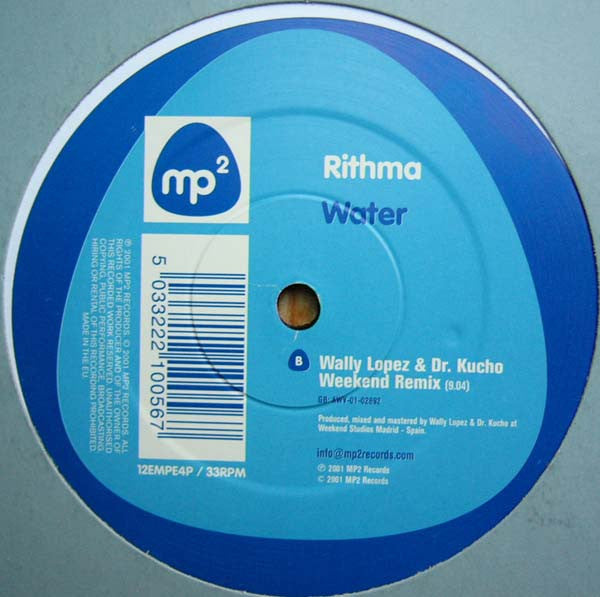 mp2
Rithma
Water
B
Wally Lopez & Dr. Kucho
Weekend Remix (9.04)
GB: AWV-01-02892
Produced, mixed and mastered by Wally Lopez & Dr. Kucho at
Weekend Studios Madrid - Spain.
info@mp2records.com
℗ 2001 MP2 Records
© 2001 MP2 Records
℗ 2001 MP2 RECORDS. © 2001 MP2 RECORDS. ALL
RIGHTS OF THE PRODUCER AND OF THE OWNER OF
THIS RECORDED WORK RESERVED. UNAUTHORISED
COPYING, PUBLIC PERFORMANCE, BROADCASTING,
HIRING OR RENTAL OF THIS RECORDING PROHIBITED.
MADE IN THE EU
5 033222 100567
12EMPE4P / 33RPM